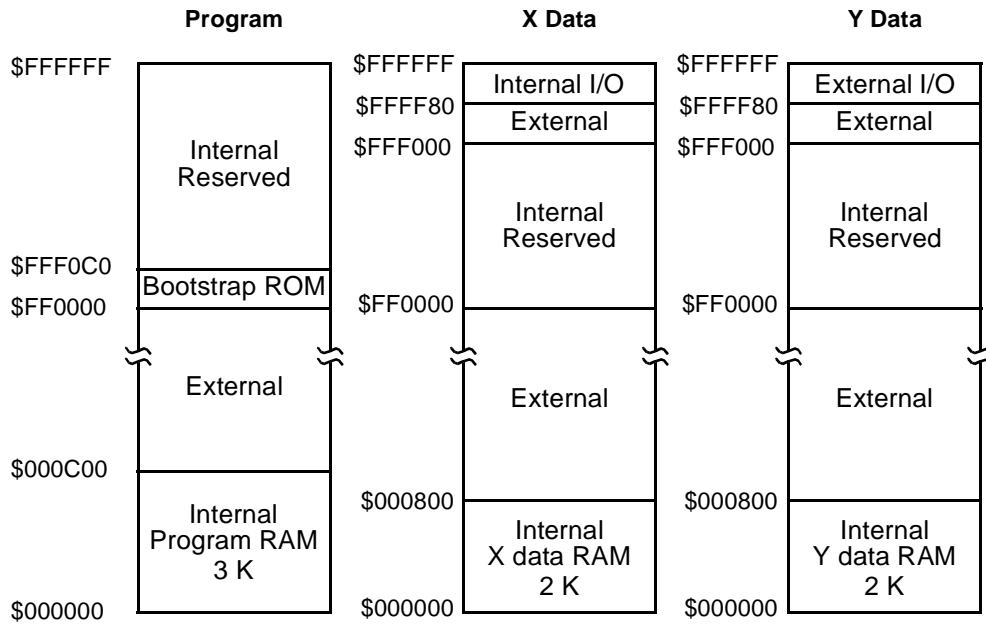 Program
$FFFFFF
Internal
Reserved
$FFF0C0
Bootstrap ROM
$FF0000
External
$000C00
Internal
Program RAM
3 K
$000000
X Data
$FFFFFF
Internal I/O
$FFFF80
External
$FFF000
Internal
Reserved
$FF0000
External
$000800
Internal
X data RAM
2 K
$000000
Y Data
$FFFFFF
External I/O
$FFFF80
External
$FFF000
Internal
Reserved
$FF0000
External
$000800
Internal
Y data RAM
2 K
$000000